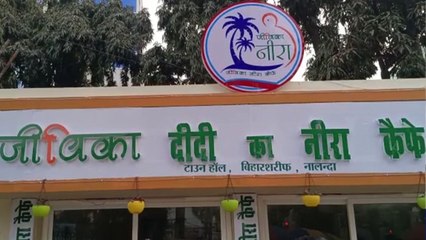 जीविका
नीरा
जीविका नीरा कैफे
जीविका दीदी का नीरा कैफे
टाउन हॉल, बिहारशरीफ, नालन्दा
नीरा कैफे